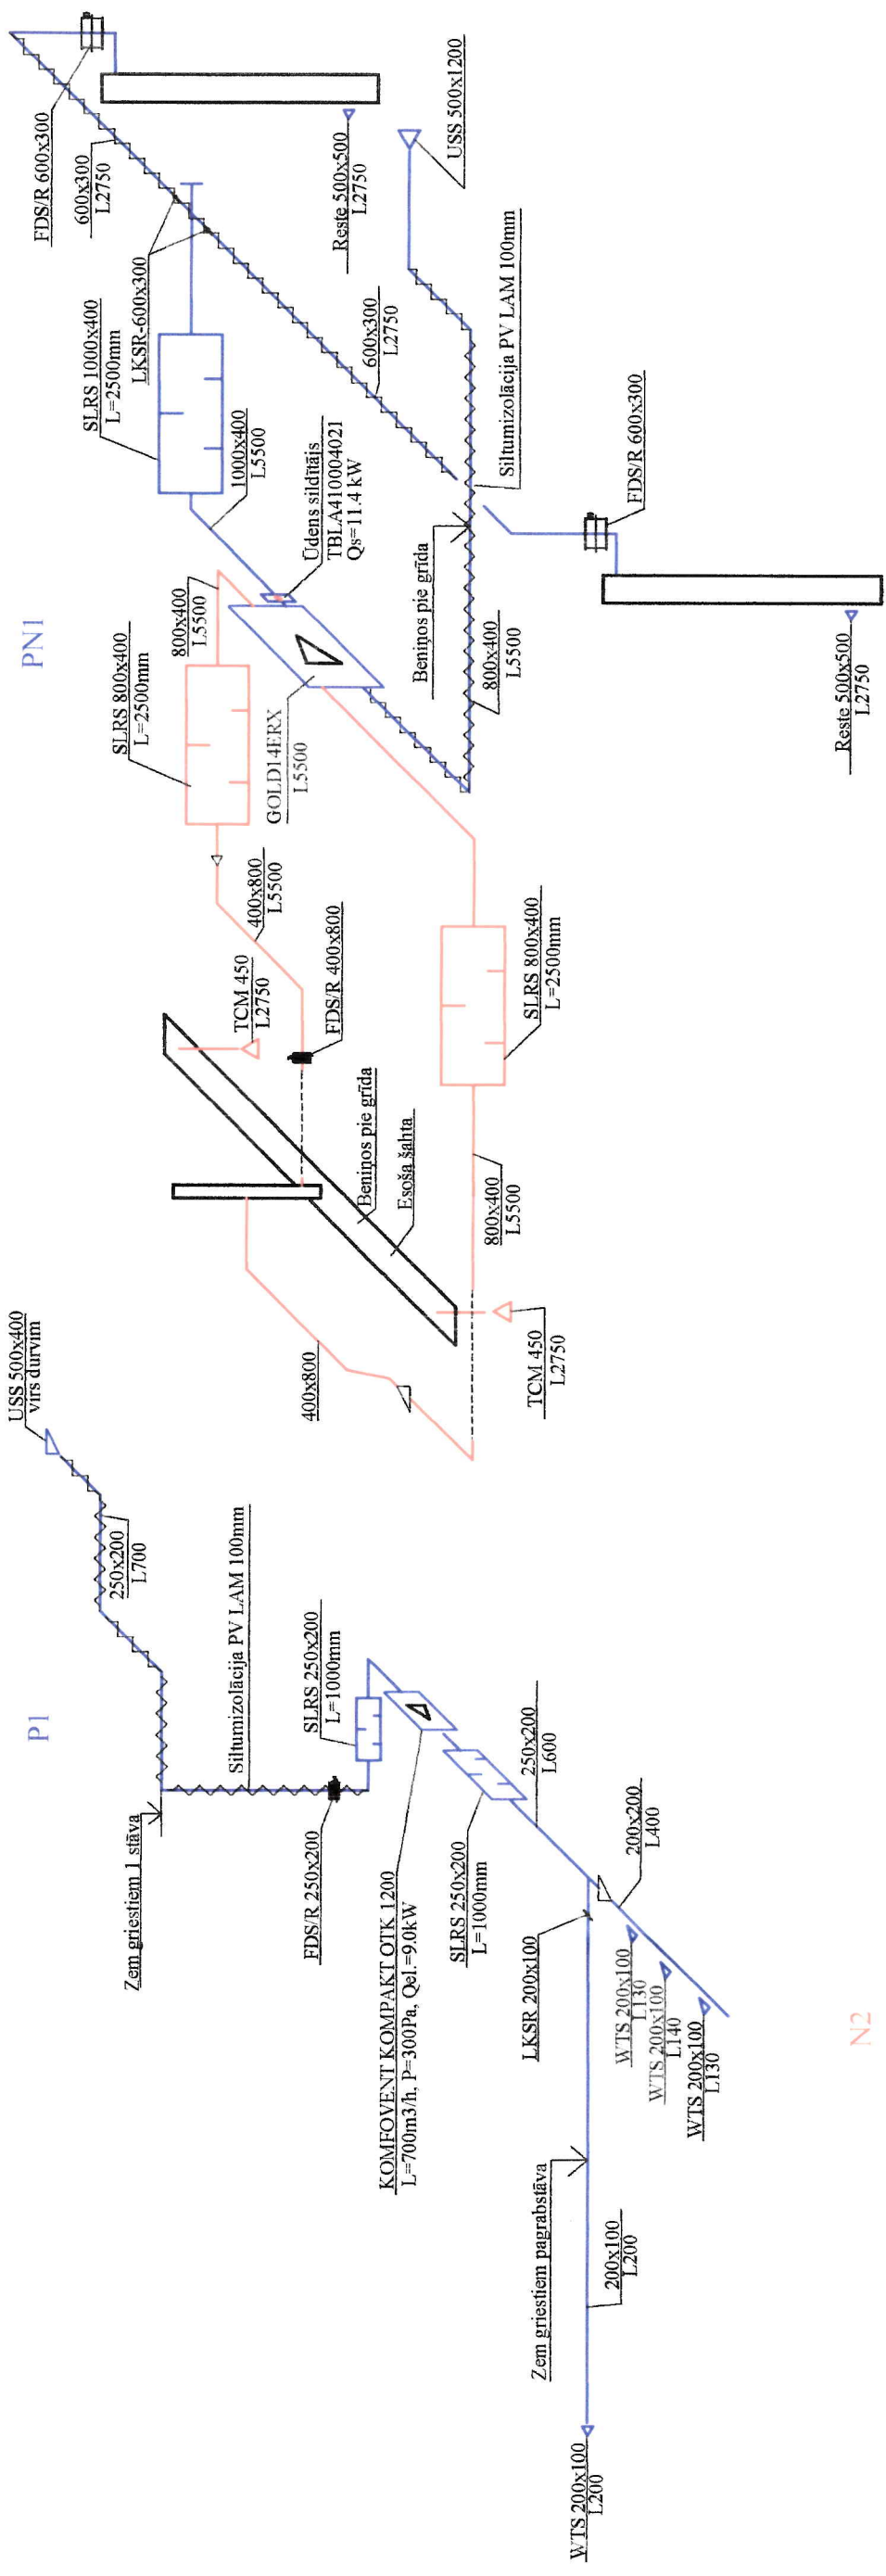 PN1
FDS/R 600x300
600x300
L2750
SLRS 1000x400
L=2500mm
LKSR-600x300
Reste 500x500
L2750
USS 500x1200
1000x400
L5500
600x300
L2750
Siltumizolācija PV LAM 100mm
Ūdens sildītājs
TBLA410004021
Qs=11.4 kW
800x400
L5500
SLRS 800x400
L=2500mm
GOLD14ERX
L5500
Beniņos pie grīda
800x400
L5500
FDS/R 600x300
Reste 500x500
L2750
400x800
L5500
TCM 450
L2750
FDS/R 400x800
SLRS 800x400
L=2500mm
Beniņos pie grīda
Esoša šahta
800x400
L5500
400x800
TCM 450
L2750
P1
USS 500x400
virs durvim
250x200
L700
Siltumizolācija PV LAM 100mm
Zem griestiem 1 stāva
SLRS 250x200
L=1000mm
FDS/R 250x200
KOMFOVENT KOMPAKT OTK 1200
L=700m3/h, P=300Pa, Qel.=9.0kW
SLRS 250x200
L=1000mm
250x200
L600
200x200
L400
LKSR 200x100
WTS 200x100
L130
WTS 200x100
L140
WTS 200x100
L130
Zem griestiem pagrabstāva
200x100
L200
WTS 200x100
L200
N2